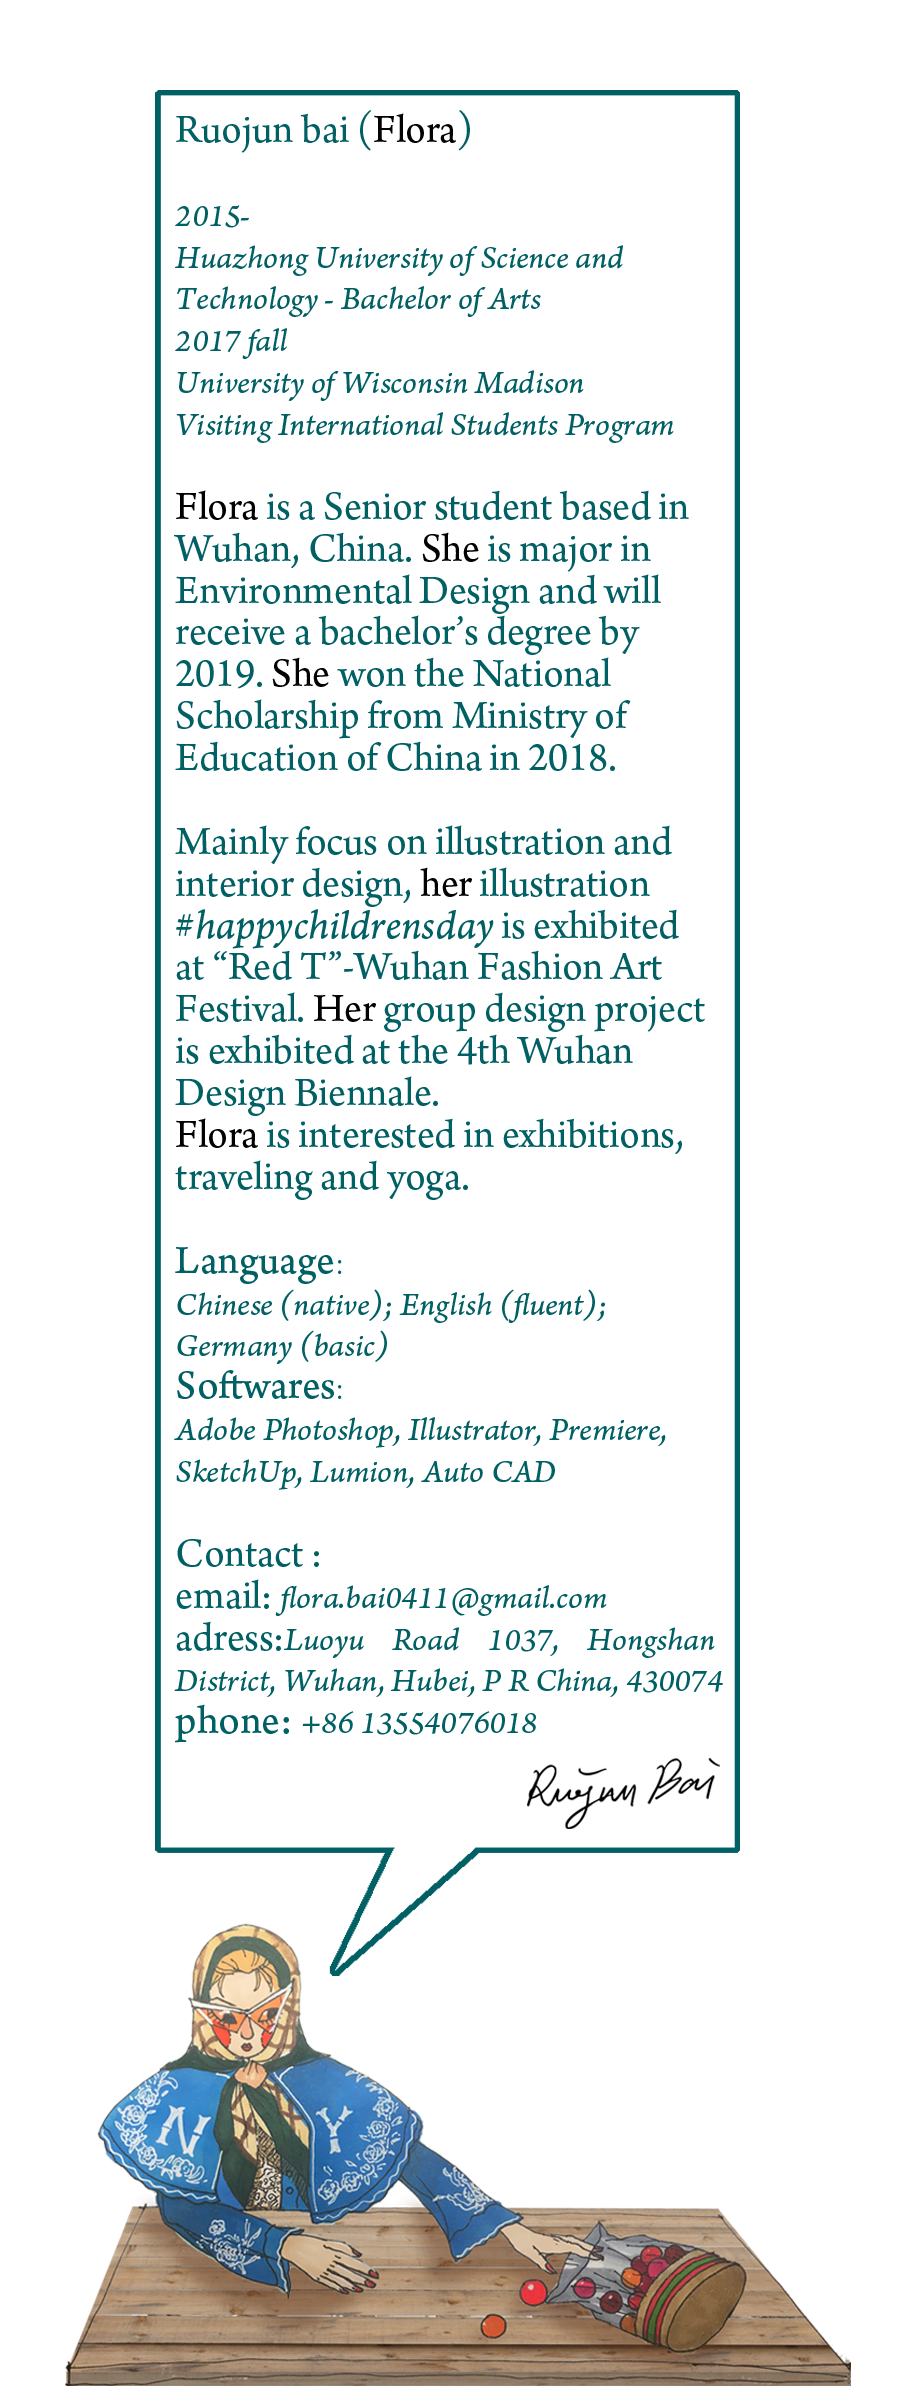 Ruojun bai (Flora)
2015-
Huazhong University of Science and
Technology - Bachelor of Arts
2017 fall
University of Wisconsin Madison
Visiting International Students Program
Flora is a Senior student based in
Wuhan, China. She is major in
Environmental Design and will
receive a bachelor’s degree by
2019. She won the National
Scholarship from Ministry of
Education of China in 2018.
Mainly focus on illustration and
interior design, her illustration
#happychildrensday is exhibited
at “Red T”-Wuhan Fashion Art
Festival. Her group design project
is exhibited at the 4th Wuhan
Design Biennale.
Flora is interested in exhibitions,
traveling and yoga.
Language:
Chinese (native); English (fluent);
Germany (basic)
Softwares:
Adobe Photoshop, Illustrator, Premiere,
SketchUp, Lumion, Auto CAD
Contact :
email: flora.bai0411@gmail.com
adress:Luoyu Road 1037, Hongshan
District, Wuhan, Hubei, P R China, 430074
phone: +86 13554076018
Ruojun Bai
N Y